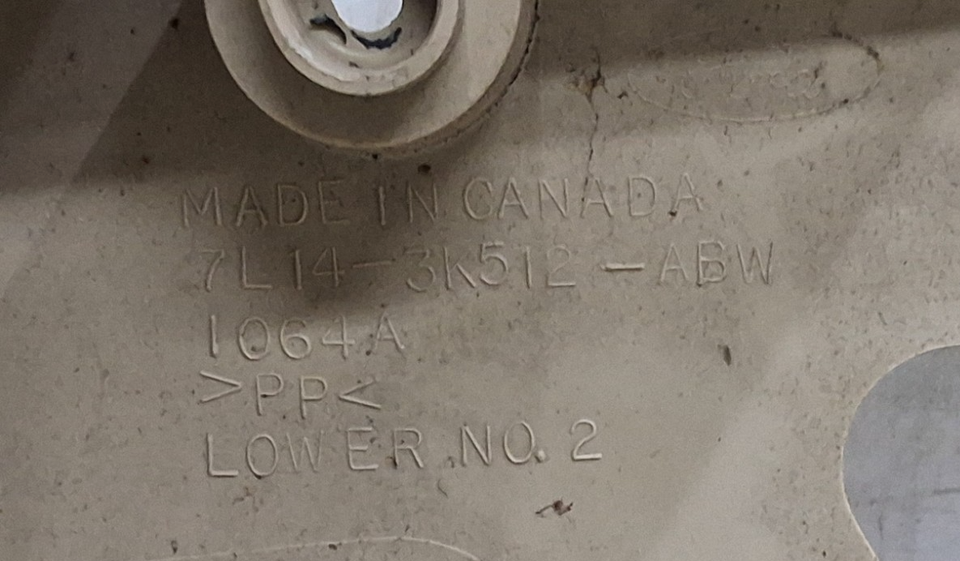 MADE IN CANADA
7L14-3K512-ABW
1064A
>PP<
LOWER NO. 2